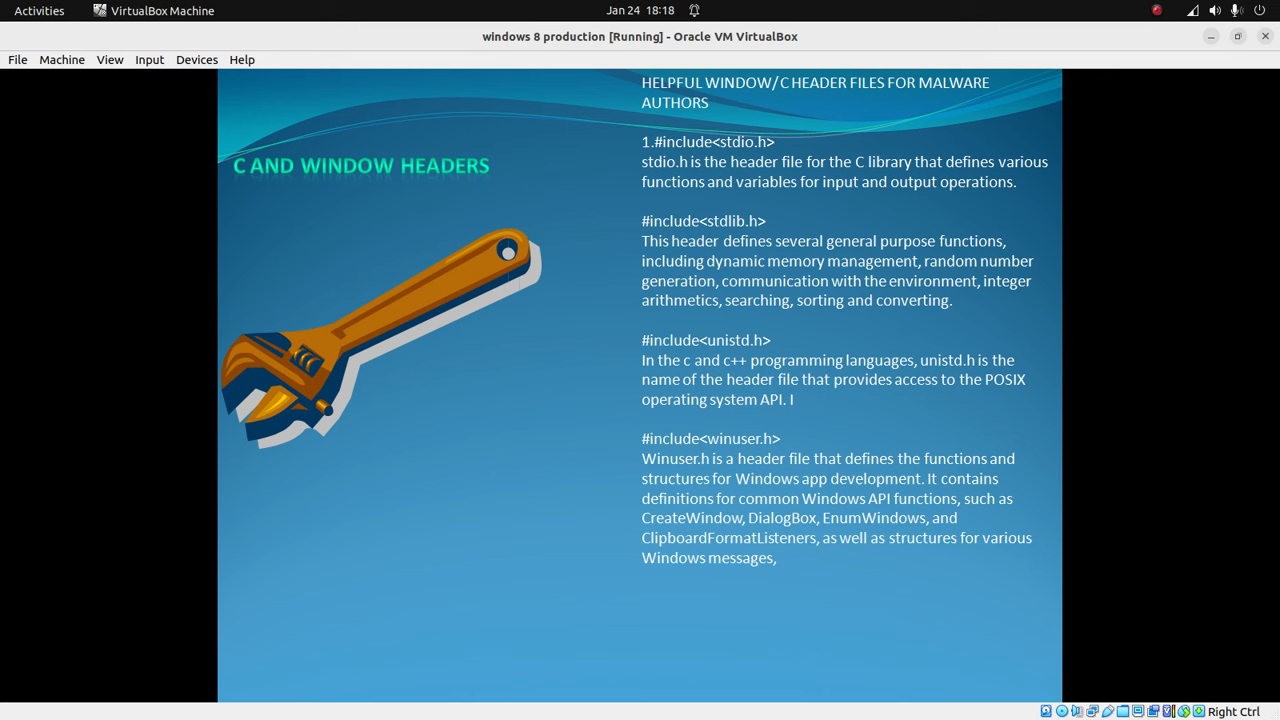 Activities
VirtualBox Machine
Jan 24 18:18
windows 8 production [Running] - Oracle VM VirtualBox
File Machine View Input Devices Help
C AND WINDOW HEADERS
HELPFUL WINDOW/C HEADER FILES FOR MALWARE
AUTHORS
1.#include<stdio.h>
stdio.h is the header file for the C library that defines various
functions and variables for input and output operations.
#include<stdlib.h>
This header defines several general purpose functions,
including dynamic memory management, random number
generation, communication with the environment, integer
arithmetics, searching, sorting and converting.
#include<unistd.h>
In the c and c++ programming languages, unistd.h is the
name of the header file that provides access to the POSIX
operating system API. I
#include<winuser.h>
Winuser.h is a header file that defines the functions and
structures for Windows app development. It contains
definitions for common Windows API functions, such as
CreateWindow, DialogBox, EnumWindows, and
ClipboardFormatListeners, as well as structures for various
Windows messages,
Right Ctrl